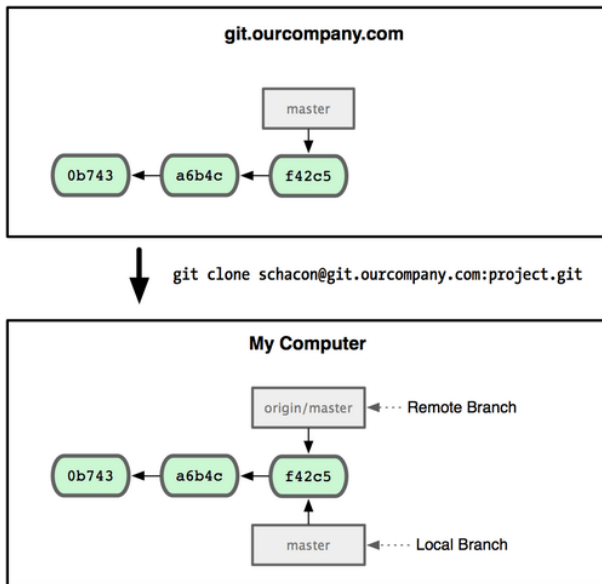 git.ourcompany.com
master
0b743 a6b4c f42c5
git clone schacon@git.ourcompany.com:project.git
My Computer
origin/master Remote Branch
0b743 a6b4c f42c5
master Local Branch